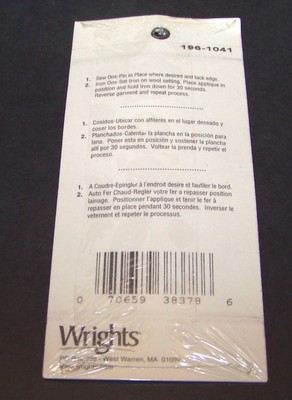 196-1041
1. Sew Ons-Pin in Place where desired and tack edge.
2. Iron Ons-Set Iron on wool setting. Place applique in
position and hold iron down for 30 seconds.
Reverse garment and repeat process.
1. Cosidos-Ubicar con alfileres en el lugar deseado y
coser los bordes.
2. Planchados-Calentar la plancha en la posición para
lana. Poner esta en posición y sostener la plancha
allí por 30 segundos. Voltear la prenda y repetir el
proceso.
1. A Coudre-Epingler à l'endroit desire et faufiler le bord.
2. Auto Fer Chaud-Regler votre fer a repasser position
lainage. Positionner l'applique et tenir le fer à
repasser en place pendant 30 secondes. Inverser le
vetement et repeter le processus.
0 70659 38378 6
Wrights
West Warren, MA